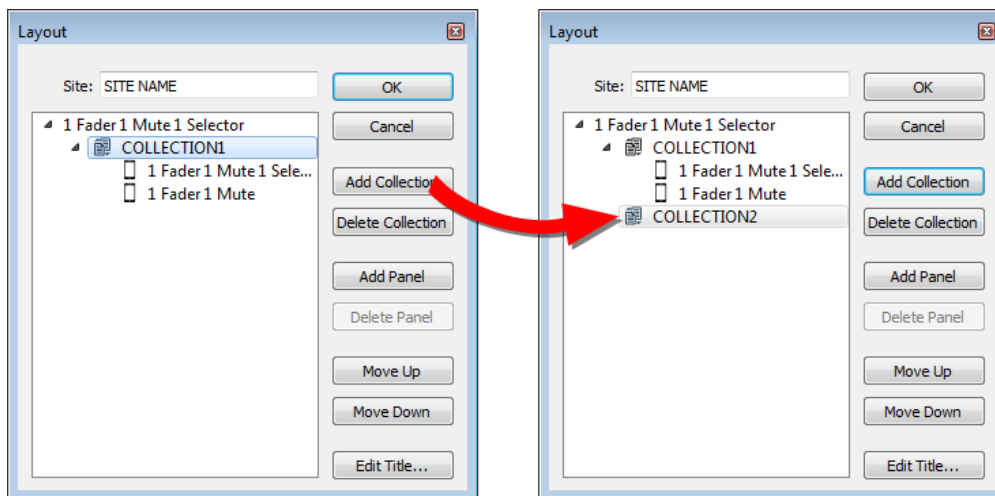 Layout
Site: SITE NAME
OK
1 Fader 1 Mute 1 Selector
Cancel
COLLECTION1
1 Fader 1 Mute 1 Sele...
Add Collection
1 Fader 1 Mute
Delete Collection
Add Panel
Delete Panel
Move Up
Move Down
Edit Title...
Layout
Site: SITE NAME
OK
1 Fader 1 Mute 1 Selector
Cancel
COLLECTION1
1 Fader 1 Mute 1 Sele...
Add Collection
1 Fader 1 Mute
COLLECTION2
Delete Collection
Add Panel
Delete Panel
Move Up
Move Down
Edit Title...